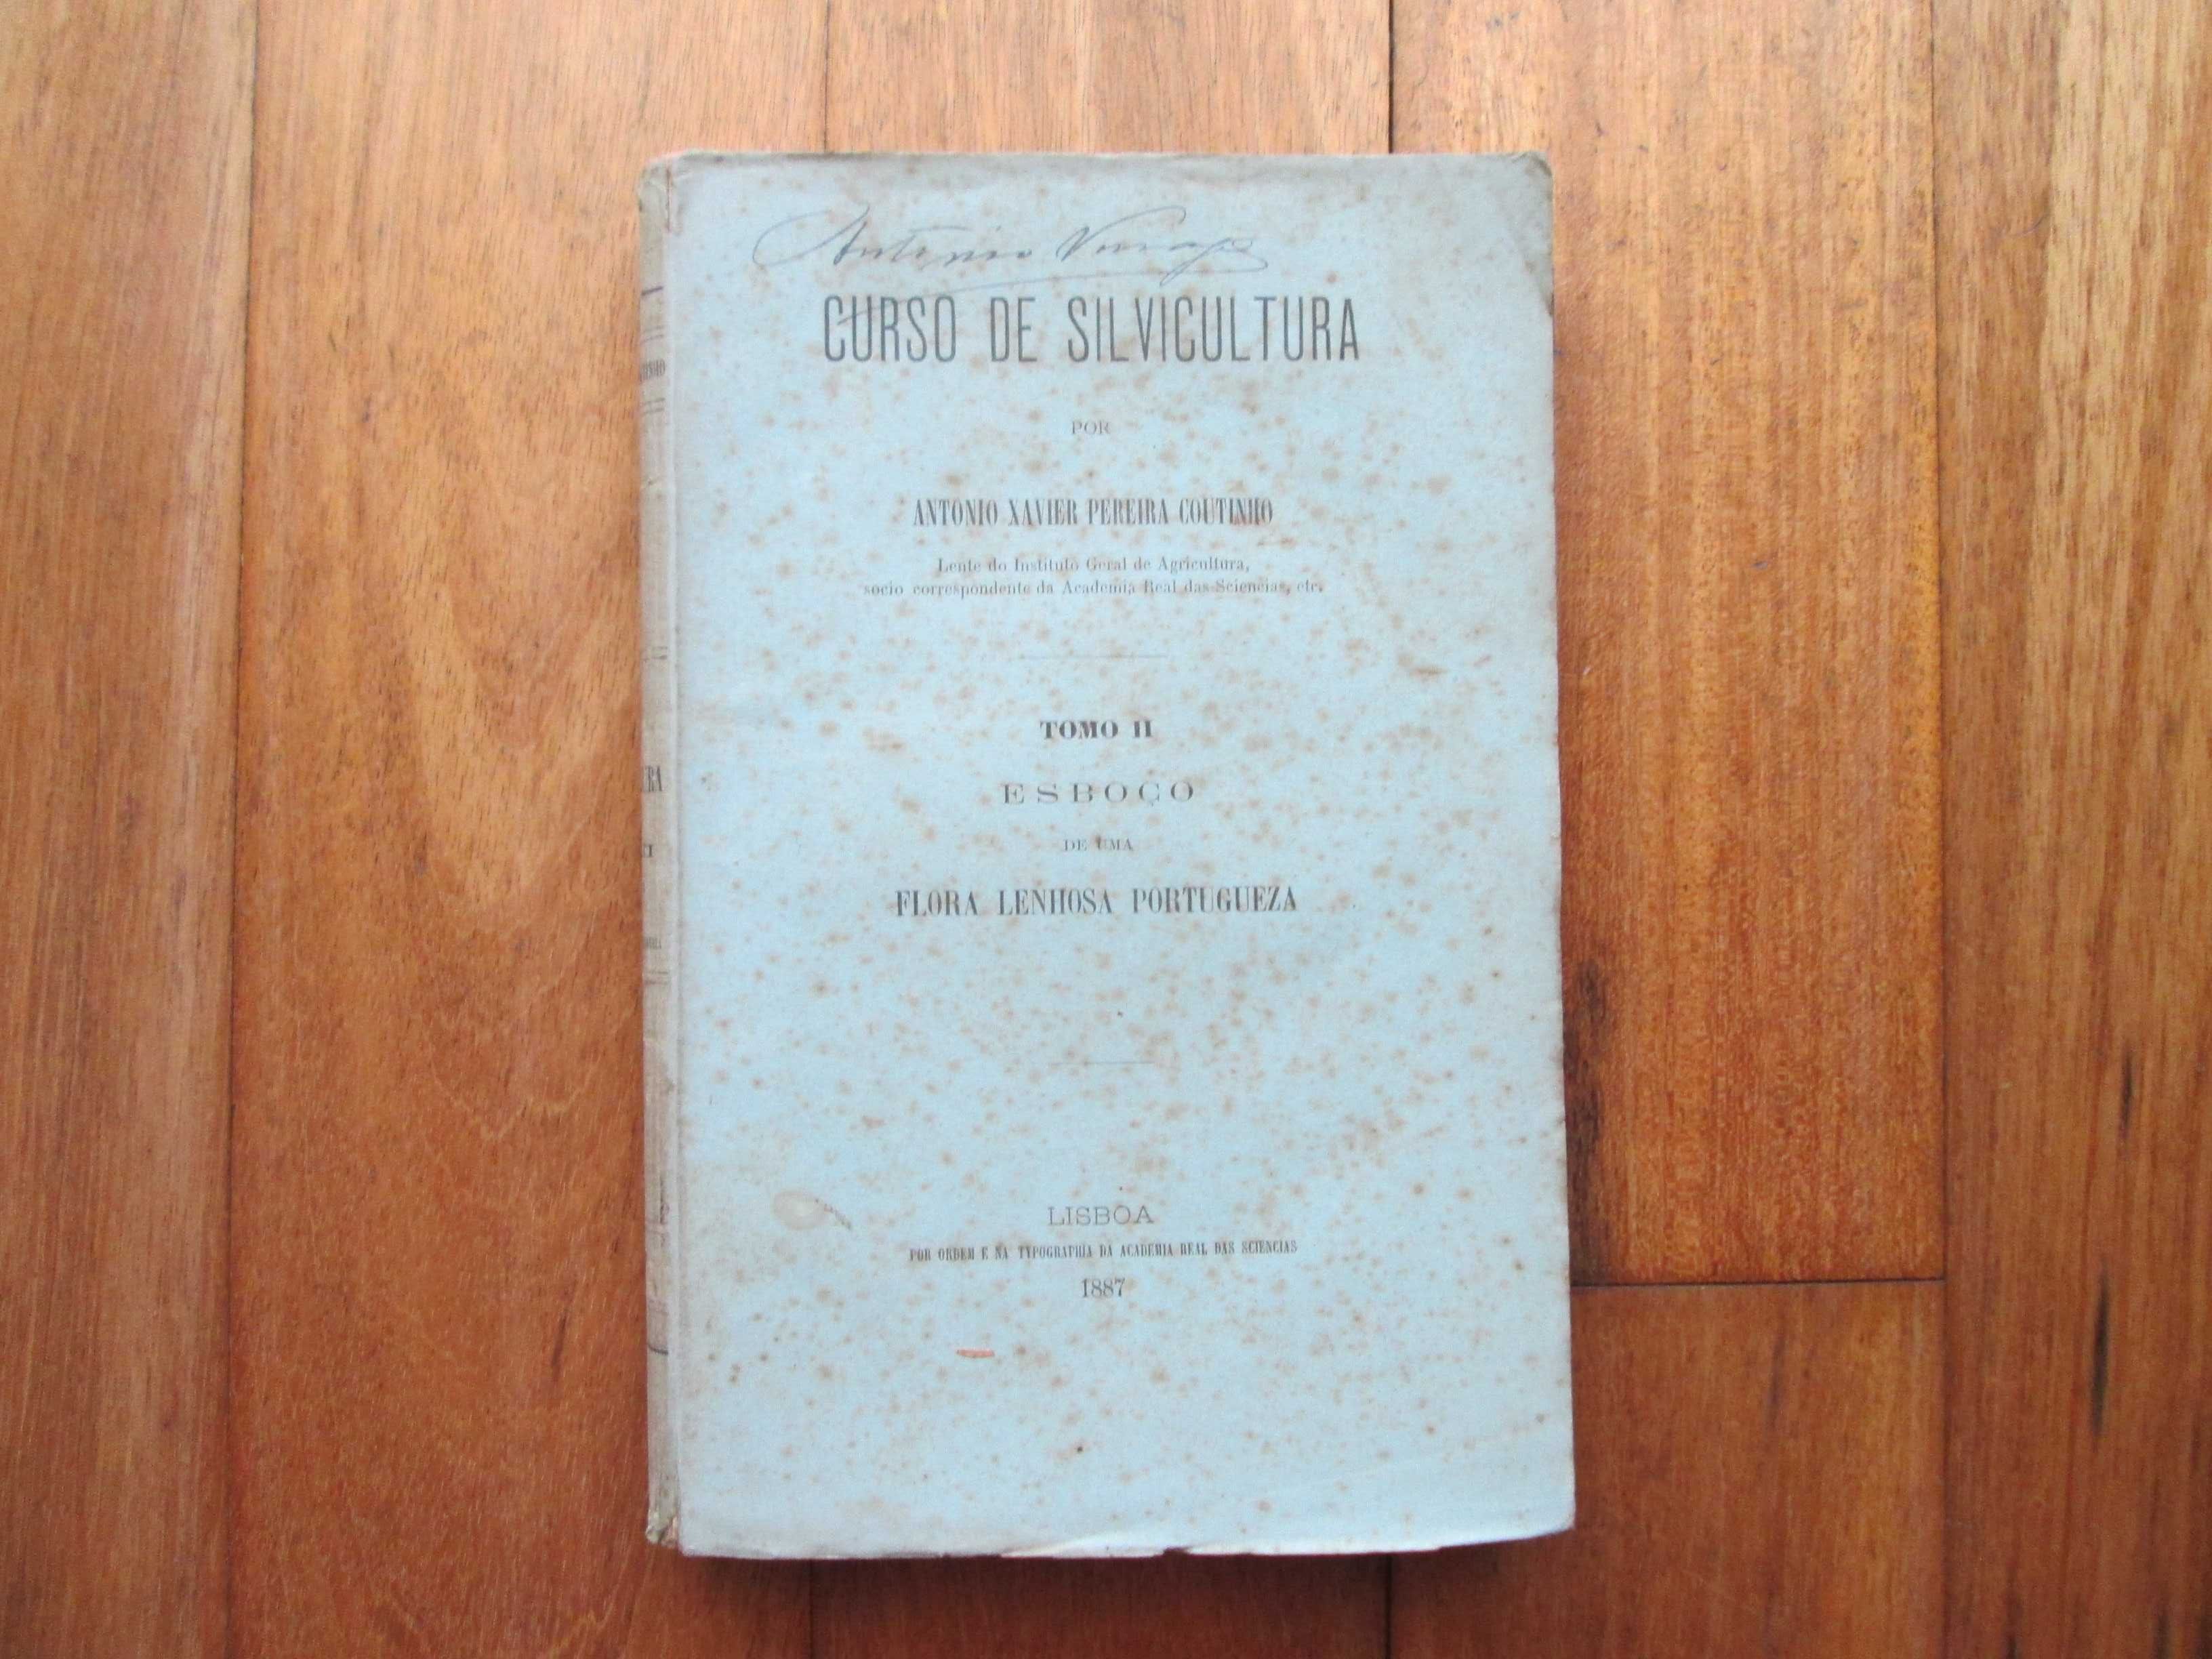 Antonio
CURSO DE SILVICULTURA
POR
ANTONIO XAVIER PEREIRA COUTINHO
Lente do Instituto Geral de Agricultura,
socio correspondente da Academia Real das Sciencias, etc.
TOMO II
ESBOÇO
DE UMA
FLORA LENHOSA PORTUGUEZA
LISBOA
POR ORDEM E NA TYPOGRAPHIA DA ACADEMIA REAL DAS SCIENCIAS
1887